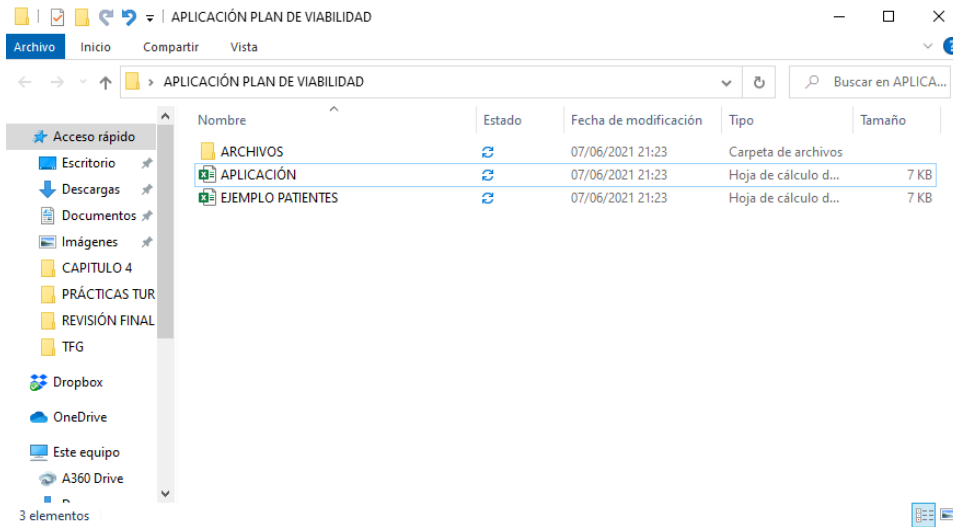 APLICACIÓN PLAN DE VIABILIDAD
Archivo Inicio Compartir Vista
APLICACIÓN PLAN DE VIABILIDAD Buscar en APLICA...
Nombre Estado Fecha de modificación Tipo Tamaño
Acceso rápido
Escritorio
Descargas
Documentos
Imágenes
CAPITULO 4
PRÁCTICAS TUR
REVISIÓN FINAL
TFG
Dropbox
OneDrive
Este equipo
A360 Drive
ARCHIVOS 07/06/2021 21:23 Carpeta de archivos
APLICACIÓN 07/06/2021 21:23 Hoja de cálculo d... 7 KB
EJEMPLO PATIENTES 07/06/2021 21:23 Hoja de cálculo d... 7 KB
3 elementos